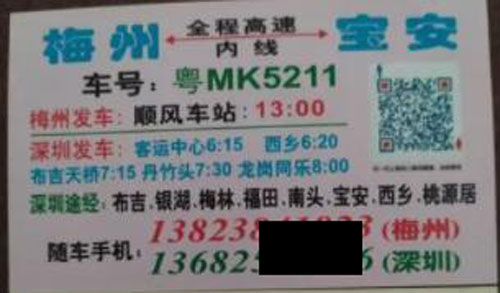 梅州 全程高速 宝安
内线
车号：粤MK5211
梅州发车：顺风车站：13:00
深圳发车：客运中心6:15 西乡6:20
布吉天桥7:15 丹竹头7:30 龙岗同乐8:00
深圳途经：布吉、银湖、梅林、福田、南头、宝安、西乡、桃源居
(梅州)
随车手机：
(深圳)